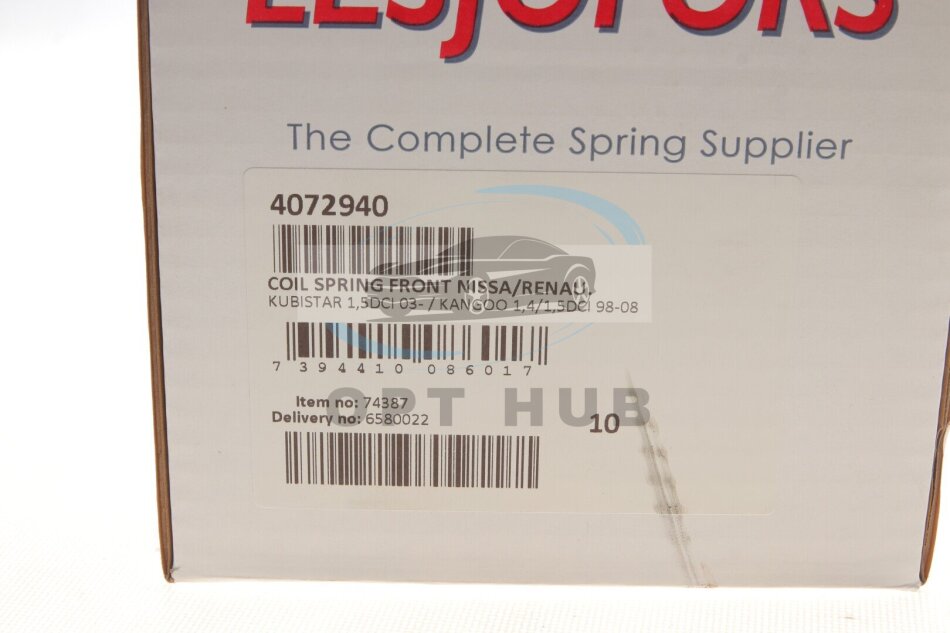 LESJÖFORS
The Complete Spring Supplier
4072940
COIL SPRING FRONT NISSA/RENAU,
KUBISTAR 1,5DCI 03- / KANGOO 1,4/1,5DCI 98-08
7 394410 086017
OPT HUB
Item no: 74387
Delivery no: 6580022
10